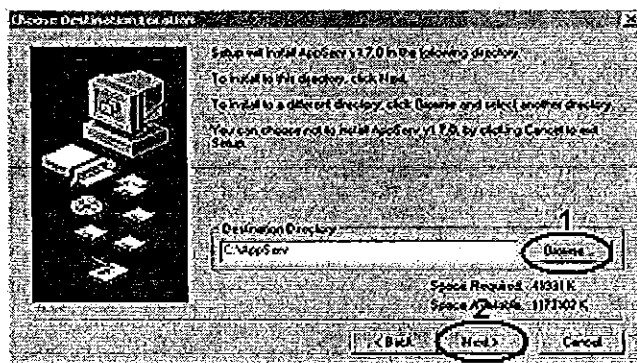 Choose Destination Location
Setup will install AppServ v1.7.0 in the following directory.
To install to this directory, click Next.
To install to a different directory, click Browse and select another directory.
You can choose not to install AppServ v1.7.0, by clicking Cancel to exit
Setup.
1
Destination Directory
C:\AppServ
Browse...
Space Required:
Space Available:
2
< Back
Next >
Cancel